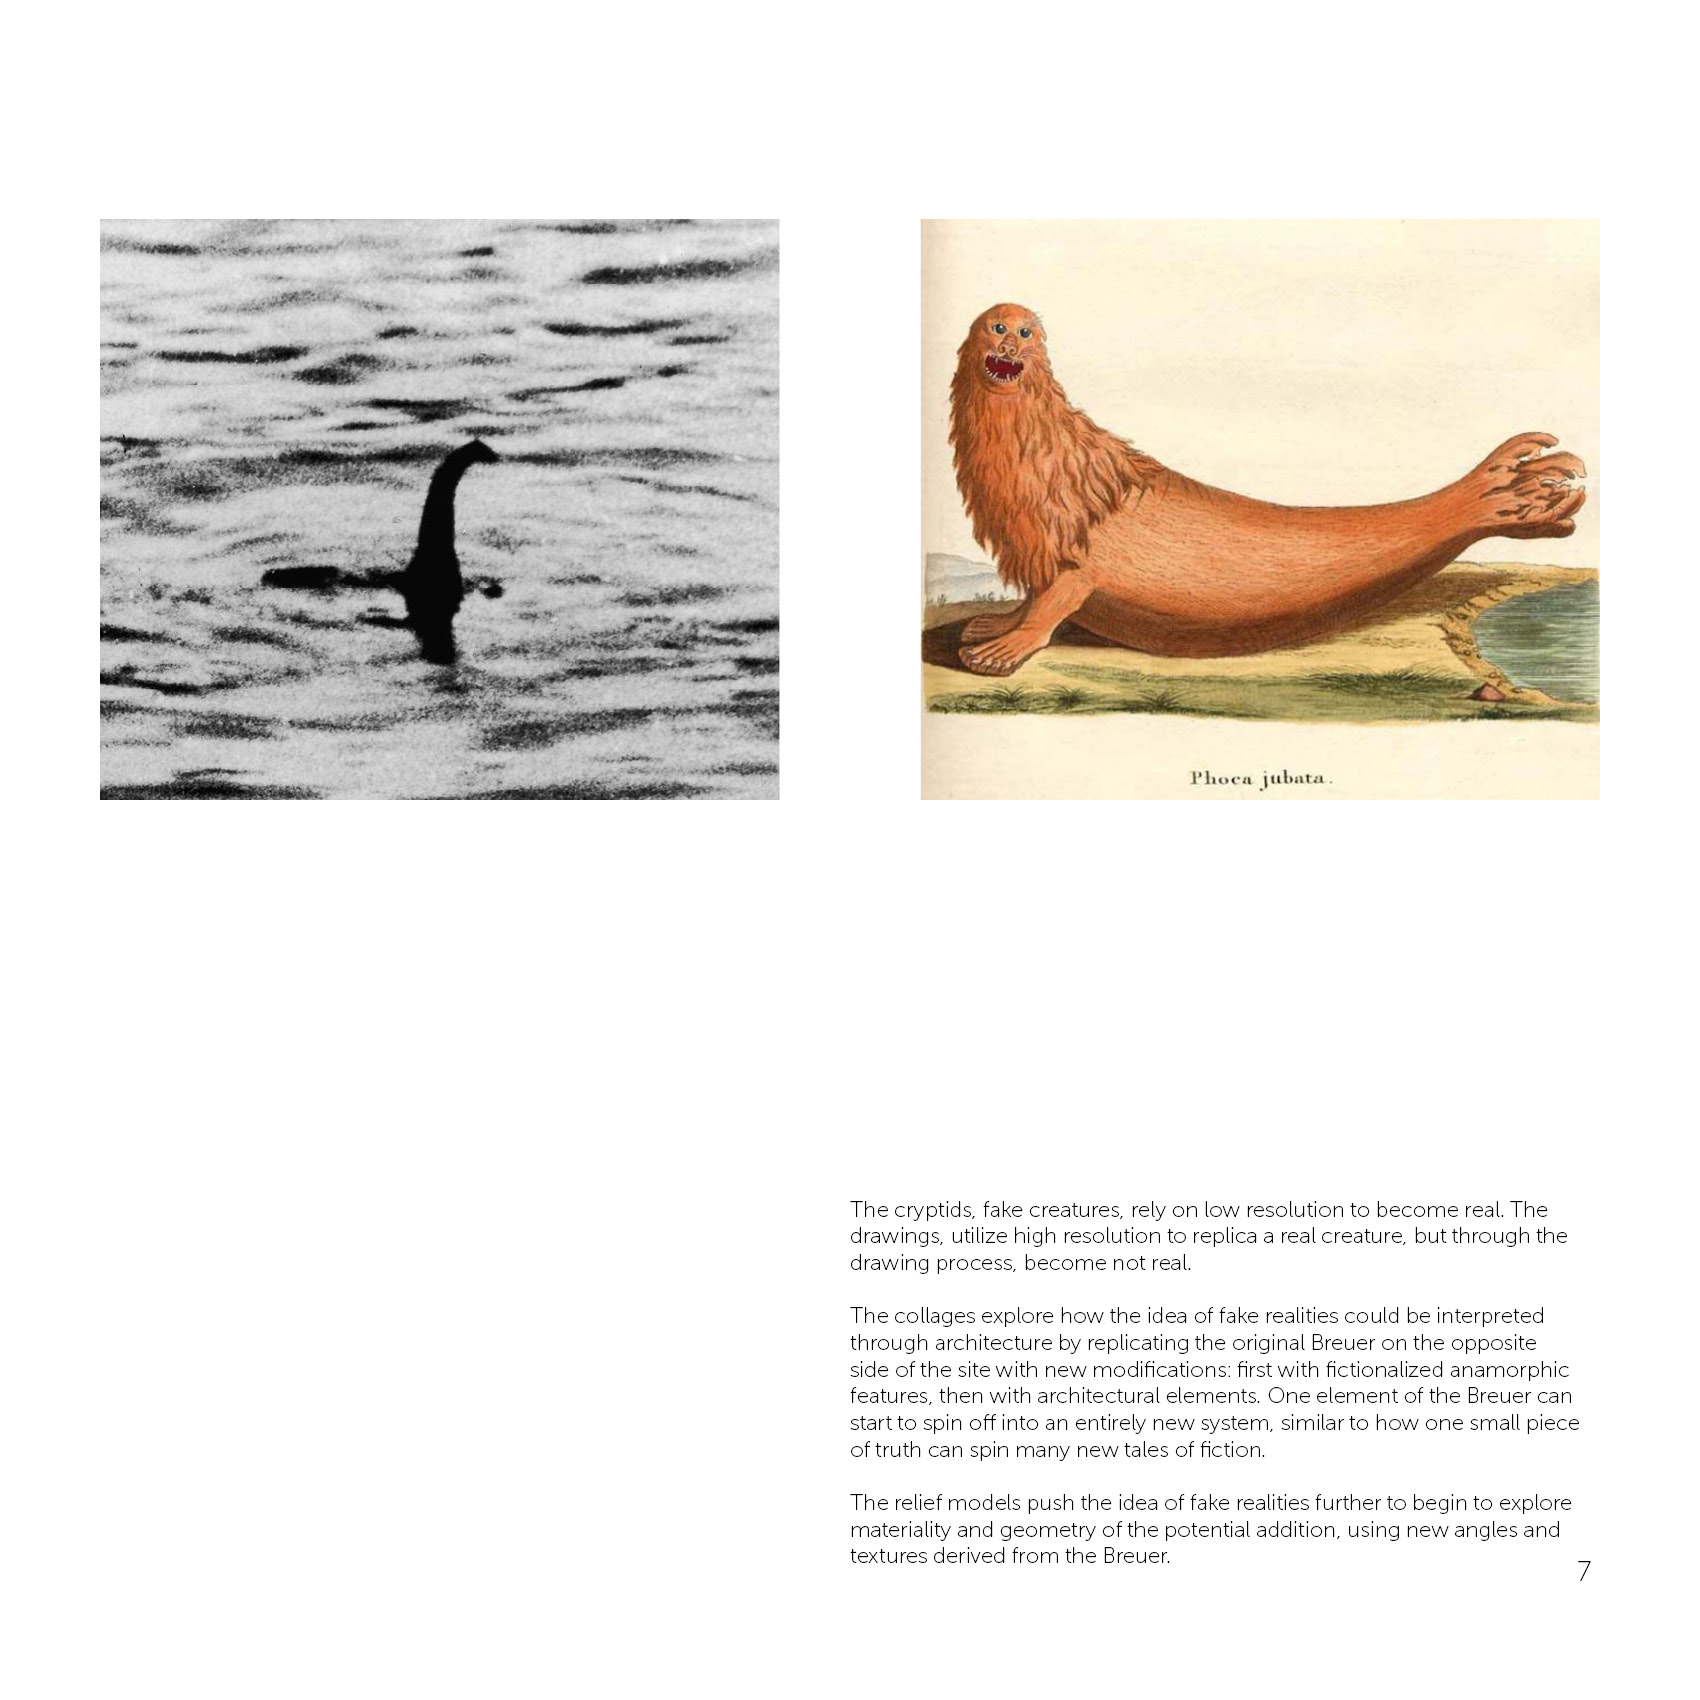 Phoca jubata.
The cryptids, fake creatures, rely on low resolution to become real. The
drawings, utilize high resolution to replica a real creature, but through the
drawing process, become not real.
The collages explore how the idea of fake realities could be interpreted
through architecture by replicating the original Breuer on the opposite
side of the site with new modifications: first with fictionalized anamorphic
features, then with architectural elements. One element of the Breuer can
start to spin off into an entirely new system, similar to how one small piece
of truth can spin many new tales of fiction.
The relief models push the idea of fake realities further to begin to explore
materiality and geometry of the potential addition, using new angles and
textures derived from the Breuer.
7